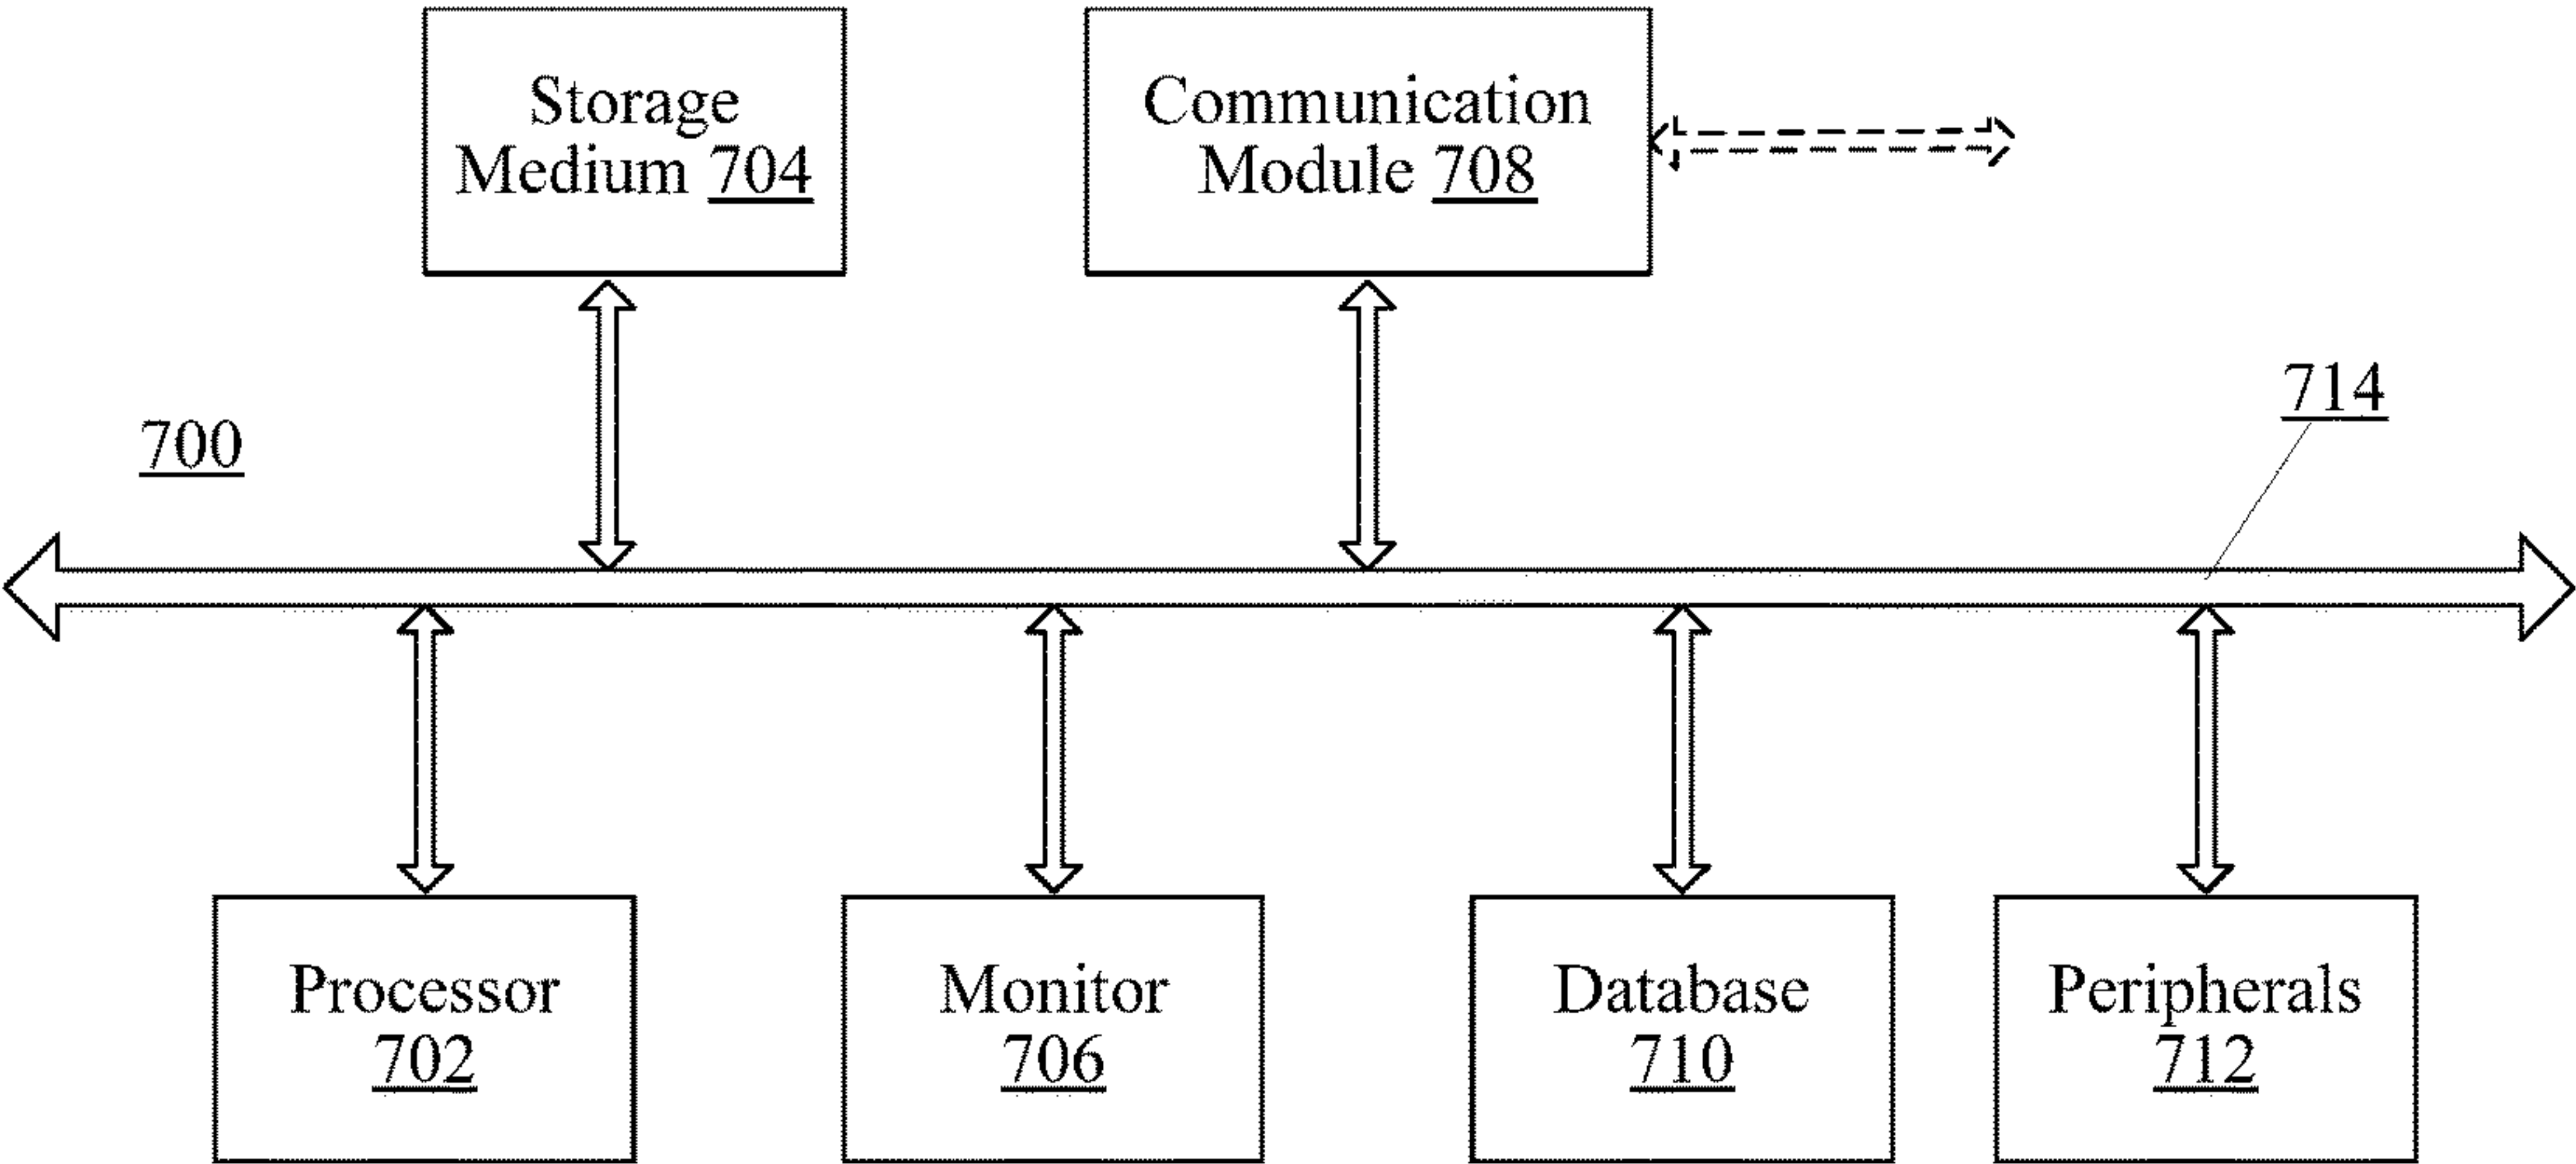 Storage
Medium 704
Communication
Module 708
714
700
Processor
702
Monitor
706
Database
710
Peripherals
712